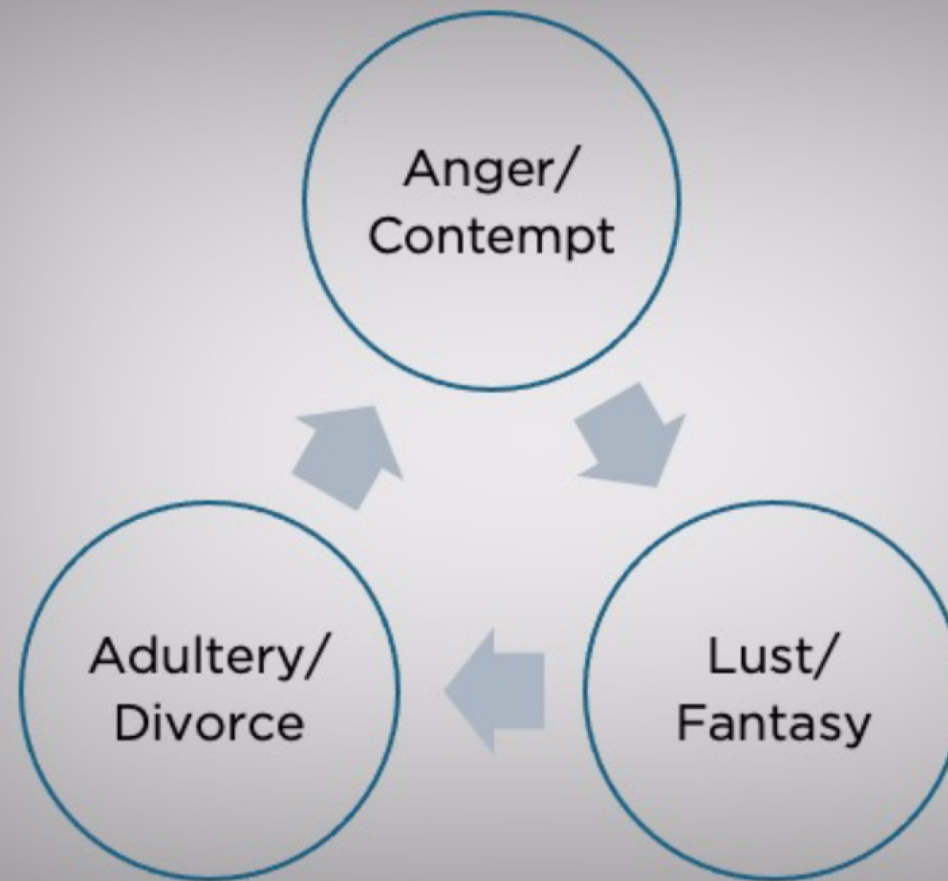 Anger/
Contempt
Adultery/
Divorce
Lust/
Fantasy